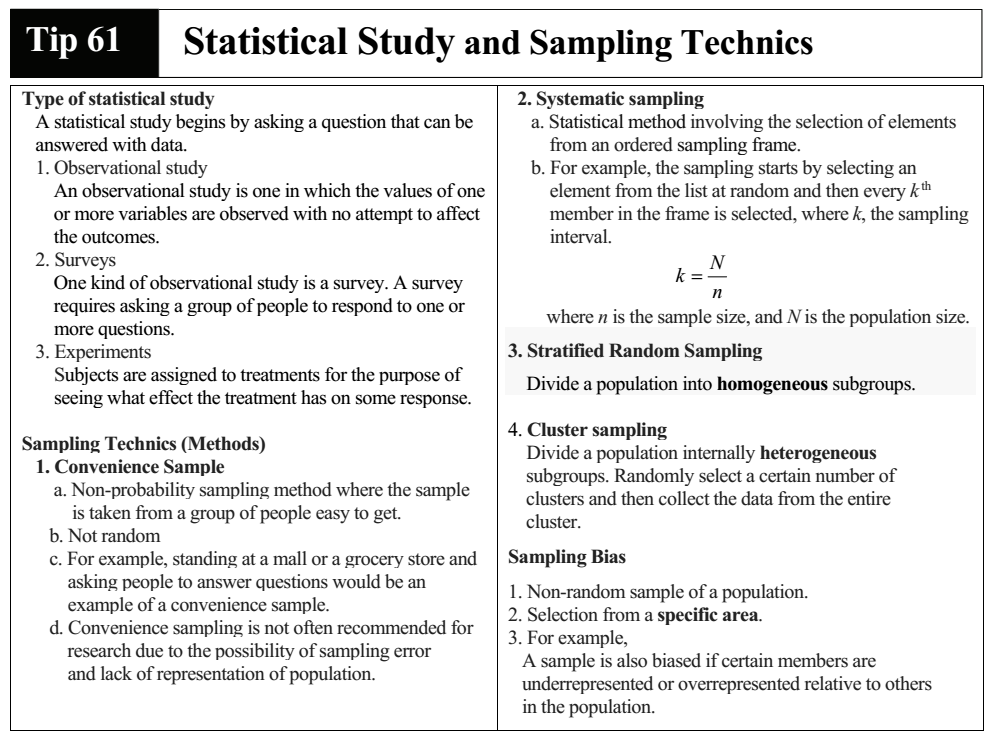 Tip 61
Statistical Study and Sampling Technics
Type of statistical study
A statistical study begins by asking a question that can be
answered with data.
1. Observational study
An observational study is one in which the values of one
or more variables are observed with no attempt to affect
the outcomes.
2. Surveys
One kind of observational study is a survey. A survey
requires asking a group of people to respond to one or
more questions.
3. Experiments
Subjects are assigned to treatments for the purpose of
seeing what effect the treatment has on some response.
Sampling Technics (Methods)
1. Convenience Sample
a. Non-probability sampling method where the sample
is taken from a group of people easy to get.
b. Not random
c. For example, standing at a mall or a grocery store and
asking people to answer questions would be an
example of a convenience sample.
d. Convenience sampling is not often recommended for
research due to the possibility of sampling error
and lack of representation of population.
2. Systematic sampling
a. Statistical method involving the selection of elements
from an ordered sampling frame.
b. For example, the sampling starts by selecting an
element from the list at random and then every k th
member in the frame is selected, where k, the sampling
interval.
k = N/n
where n is the sample size, and N is the population size.
3. Stratified Random Sampling
Divide a population into homogeneous subgroups.
4. Cluster sampling
Divide a population internally heterogeneous
subgroups. Randomly select a certain number of
clusters and then collect the data from the entire
cluster.
Sampling Bias
1. Non-random sample of a population.
2. Selection from a specific area.
3. For example,
A sample is also biased if certain members are
underrepresented or overrepresented relative to others
in the population.